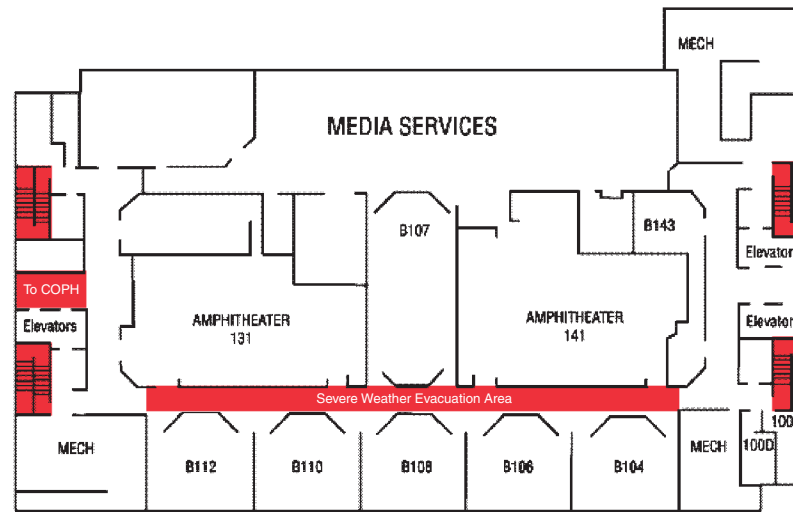 MECH
MEDIA SERVICES
B107
B143
Elevator
To COPH
Elevators
AMPHITHEATER
131
AMPHITHEATER
141
Elevator
Severe Weather Evacuation Area
MECH
B112
B110
B108
B106
B104
MECH
100D